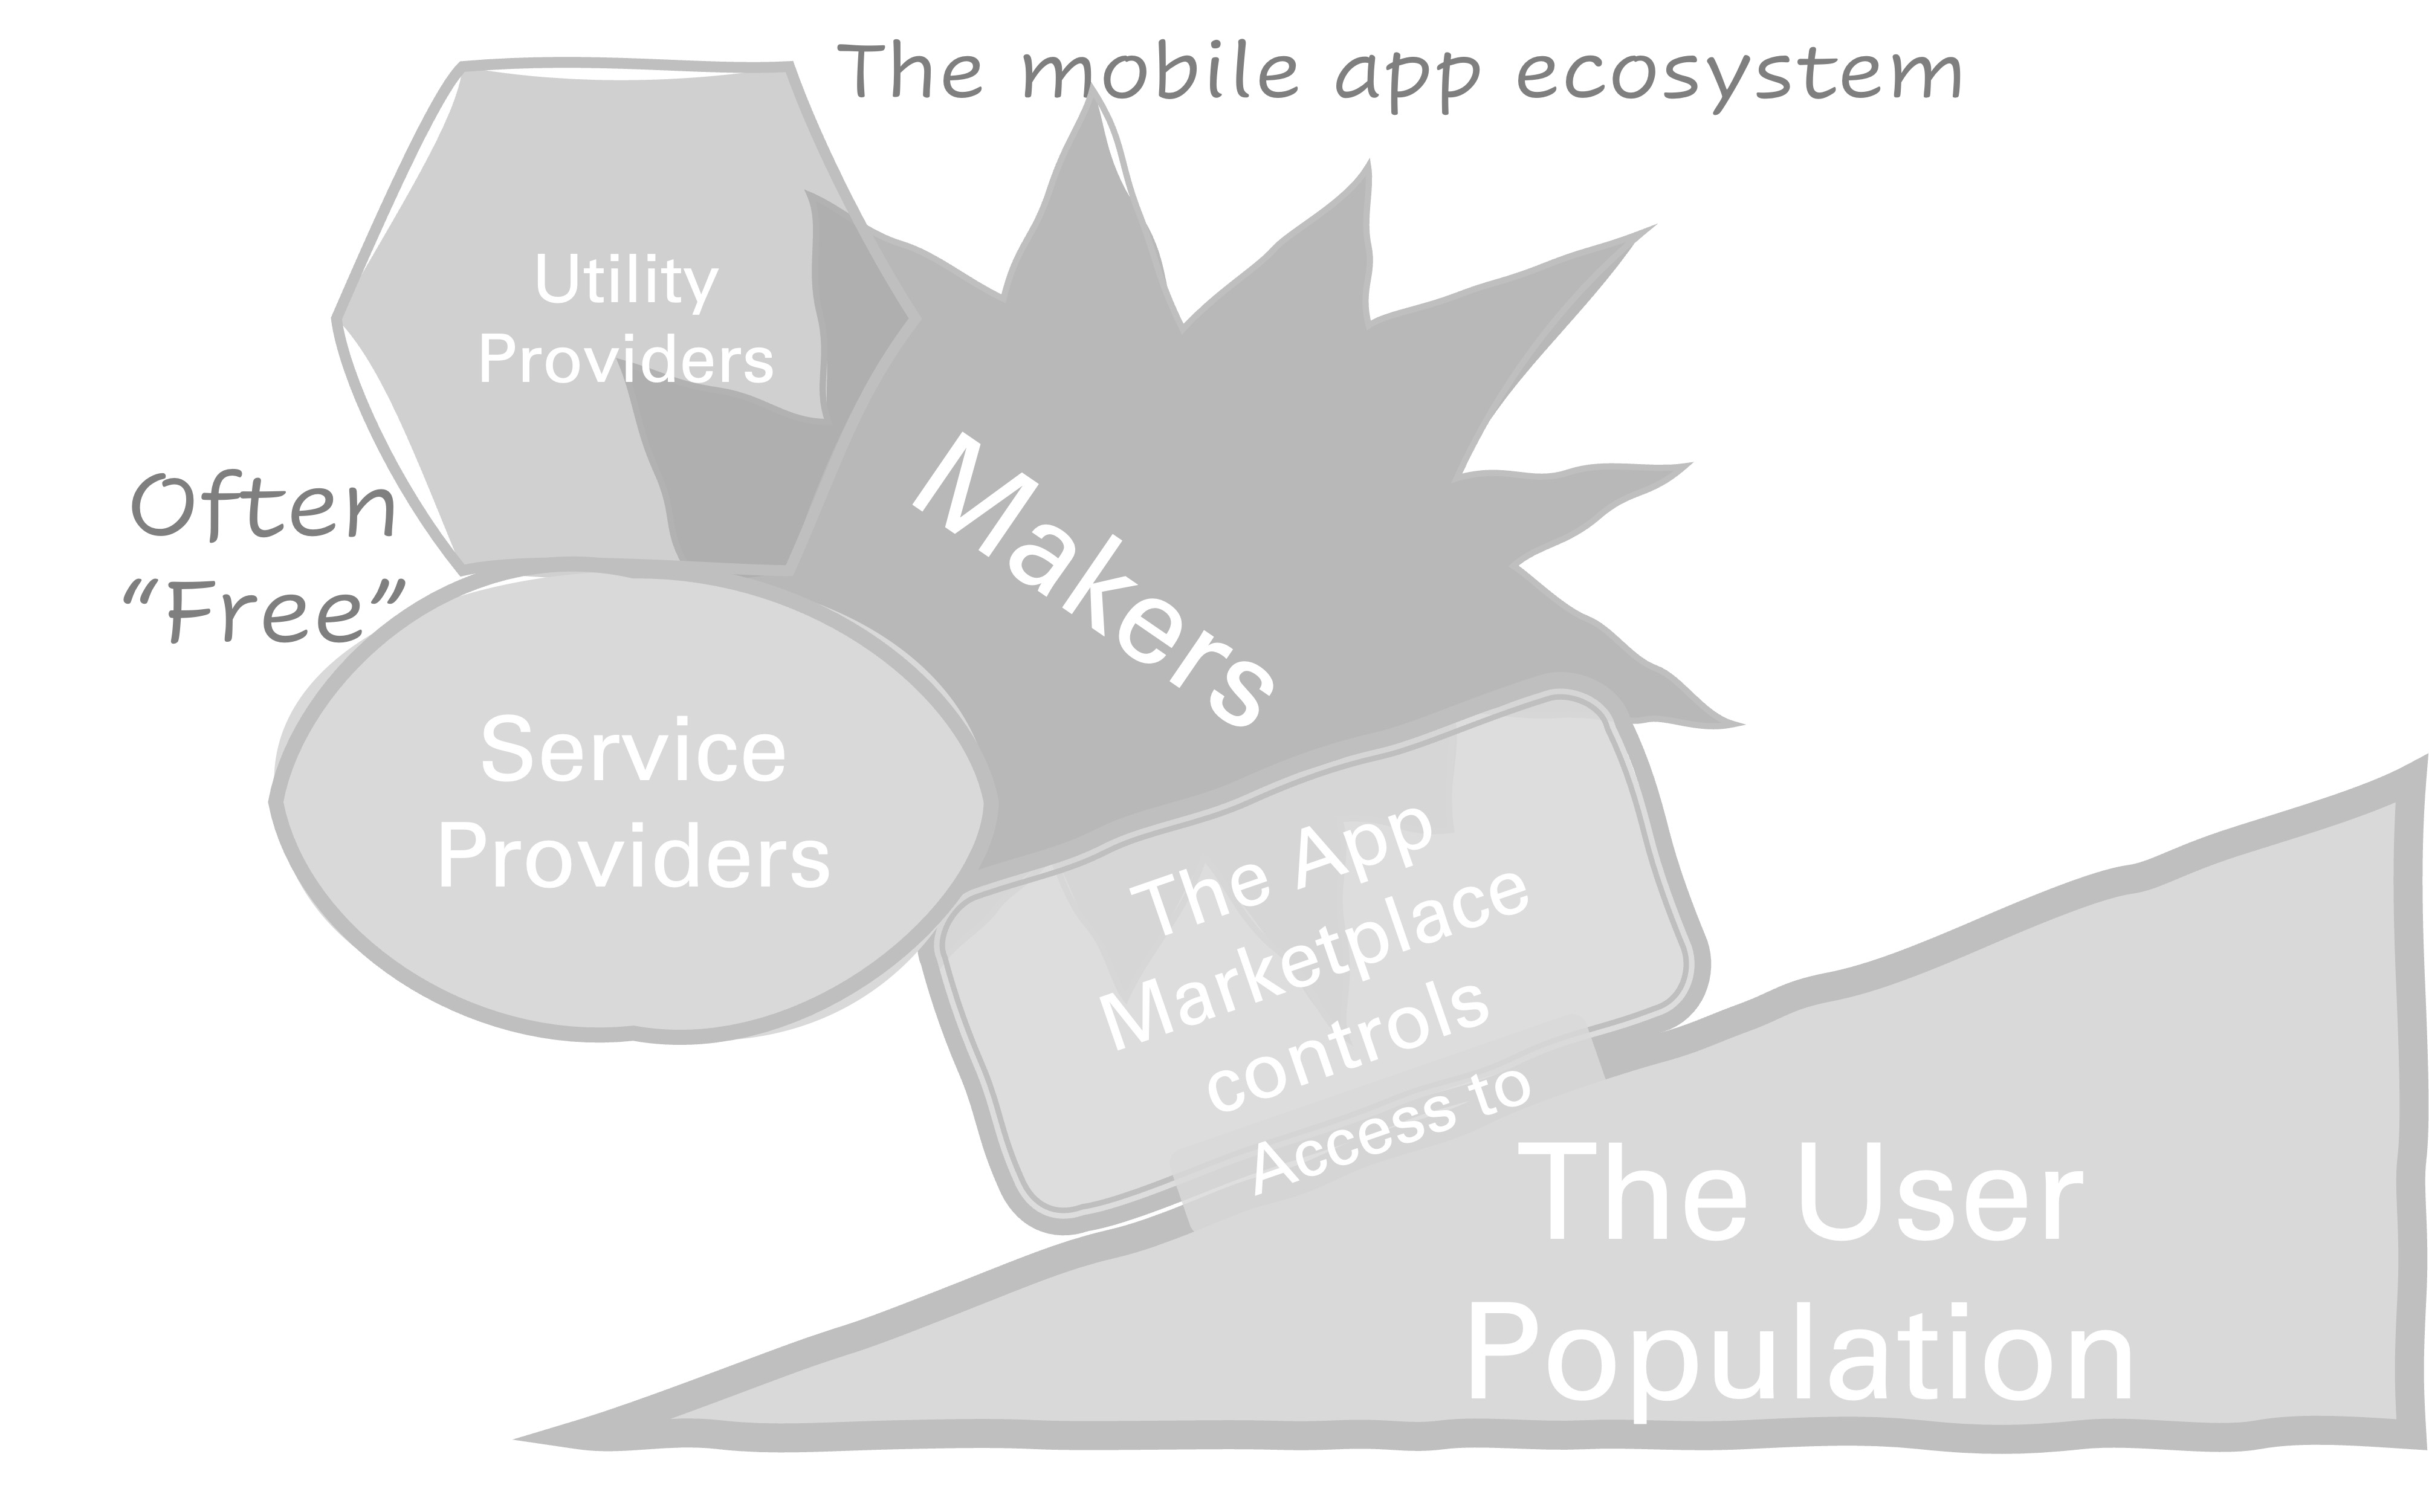 The mobile app ecosystem
Utility
Providers
Often
“Free”
Makers
Service
Providers
The App
Marketplace
controls
Access to
The User
Population